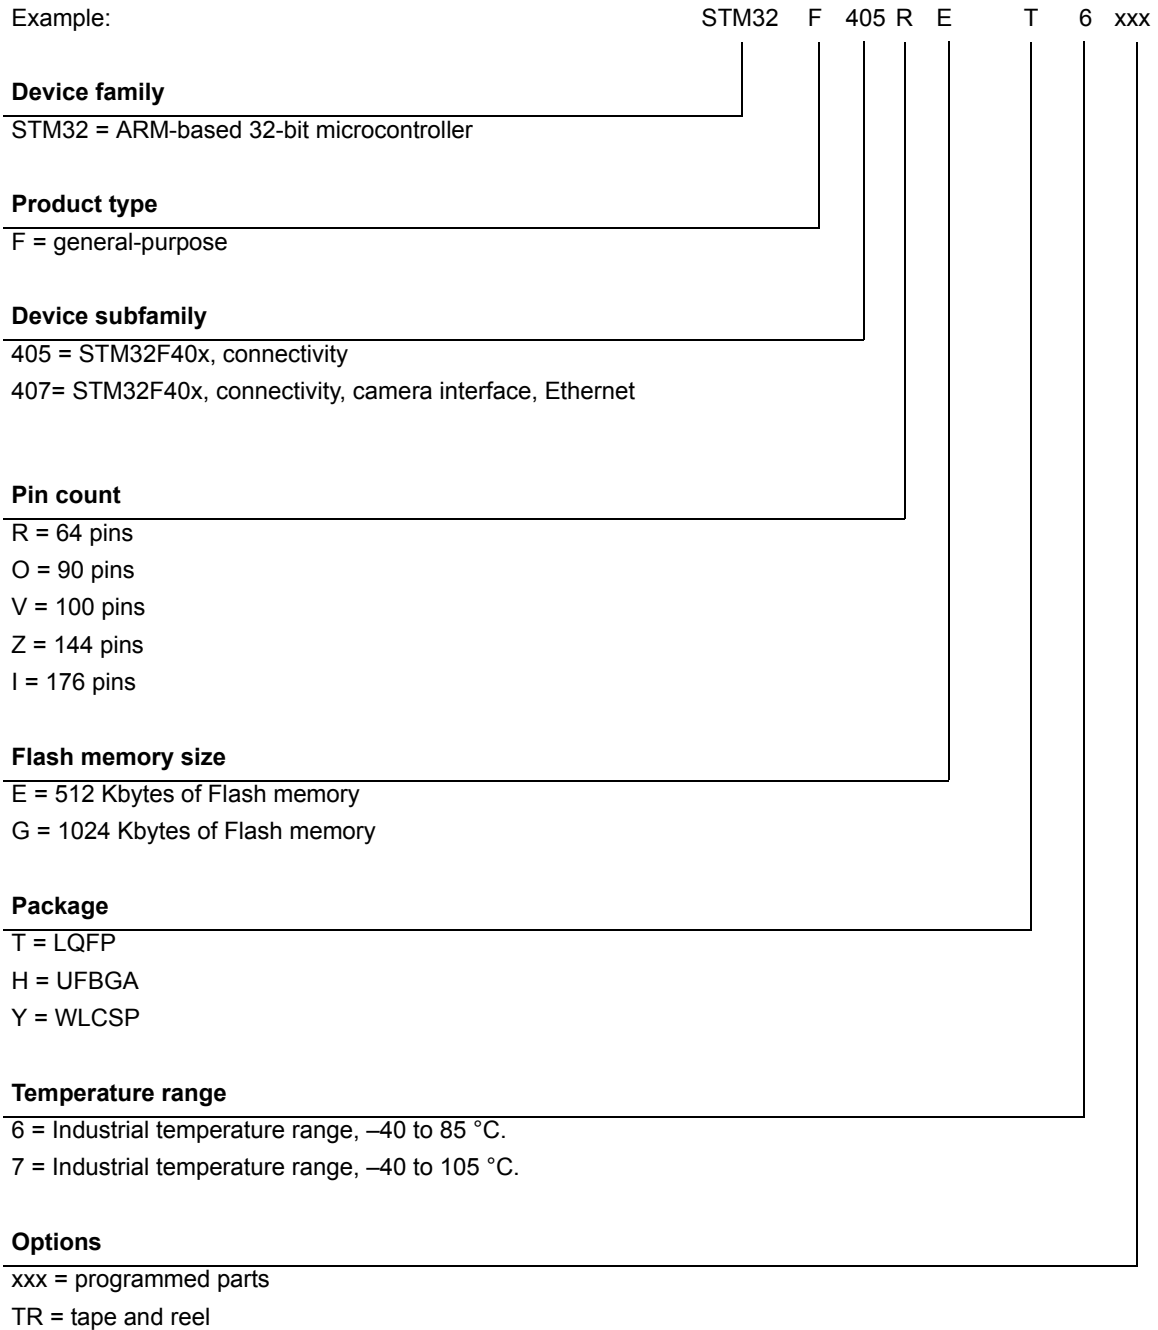 Example: STM32 F 405 R E T 6 xxx
Device family
STM32 = ARM-based 32-bit microcontroller
Product type
F = general-purpose
Device subfamily
405 = STM32F40x, connectivity
407= STM32F40x, connectivity, camera interface, Ethernet
Pin count
R = 64 pins
O = 90 pins
V = 100 pins
Z = 144 pins
I = 176 pins
Flash memory size
E = 512 Kbytes of Flash memory
G = 1024 Kbytes of Flash memory
Package
T = LQFP
H = UFBGA
Y = WLCSP
Temperature range
6 = Industrial temperature range, –40 to 85 °C.
7 = Industrial temperature range, –40 to 105 °C.
Options
xxx = programmed parts
TR = tape and reel